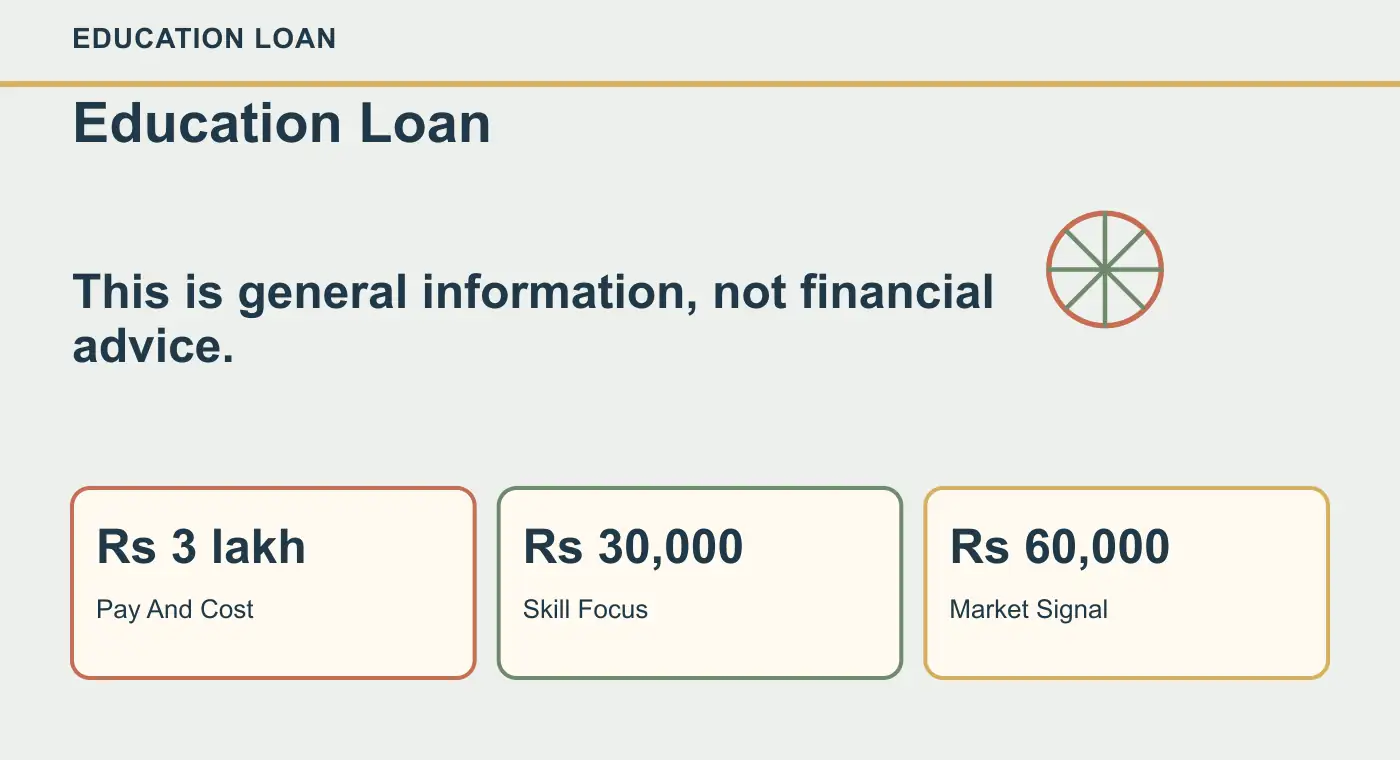 EDUCATION LOAN
Education Loan
This is general information, not financial
advice.
Rs 3 lakh
Pay And Cost
Rs 30,000
Skill Focus
Rs 60,000
Market Signal